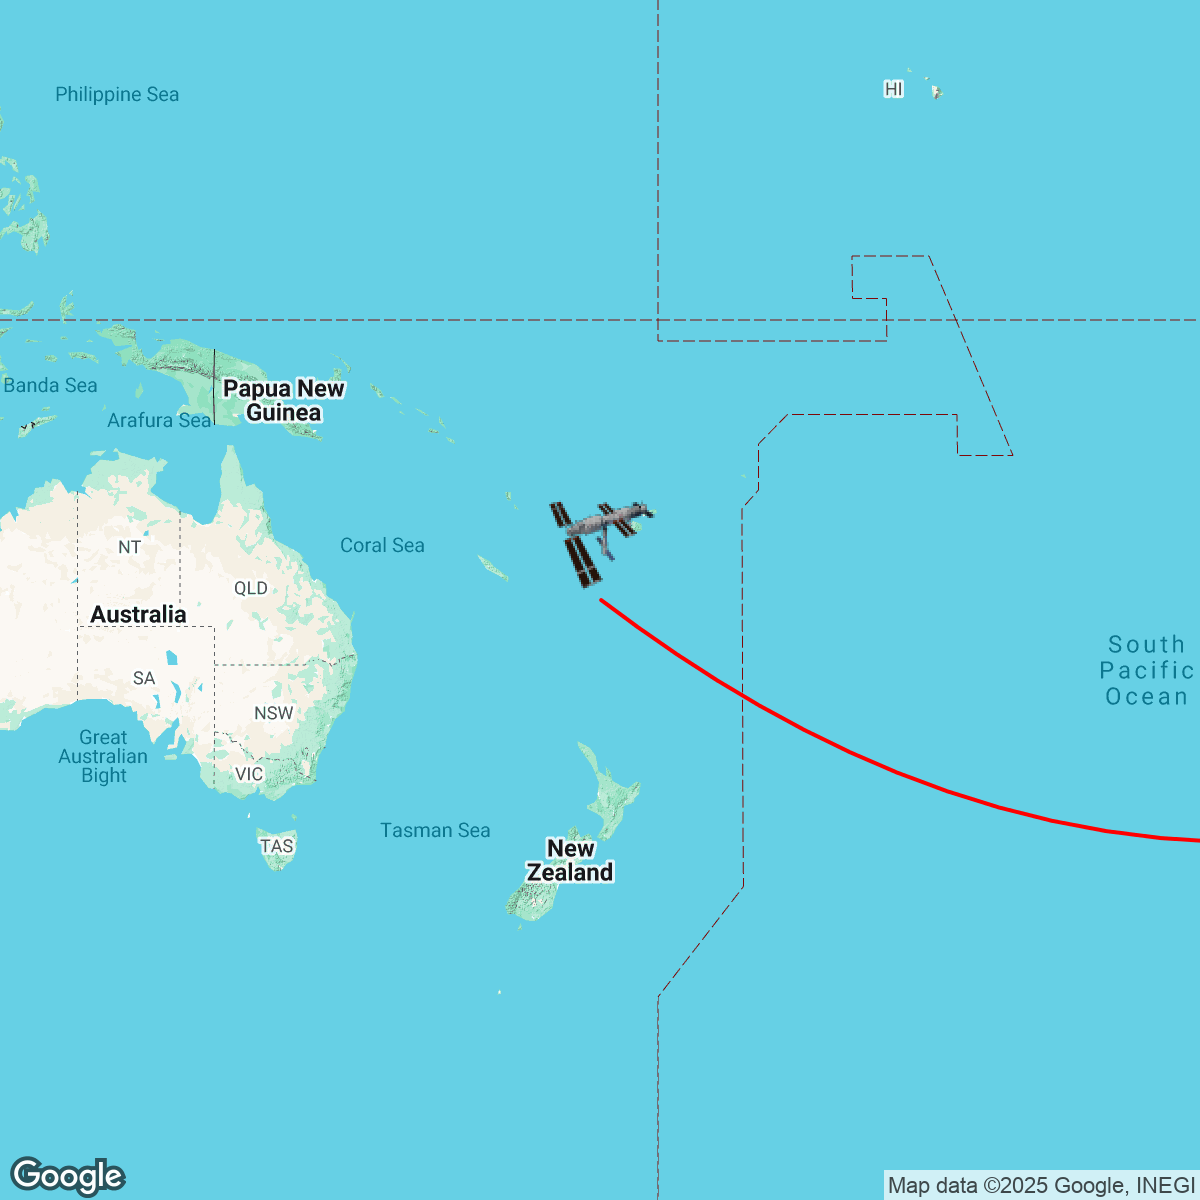 Philippine Sea
HI
Banda Sea
Papua New
Guinea
Arafura Sea
Coral Sea
NT
QLD
Australia
SA
NSW
South
Pacific
Ocean
Great
Australian
Bight
VIC
TAS
Tasman Sea
New
Zealand
Google
Map data ©2025 Google, INEGI